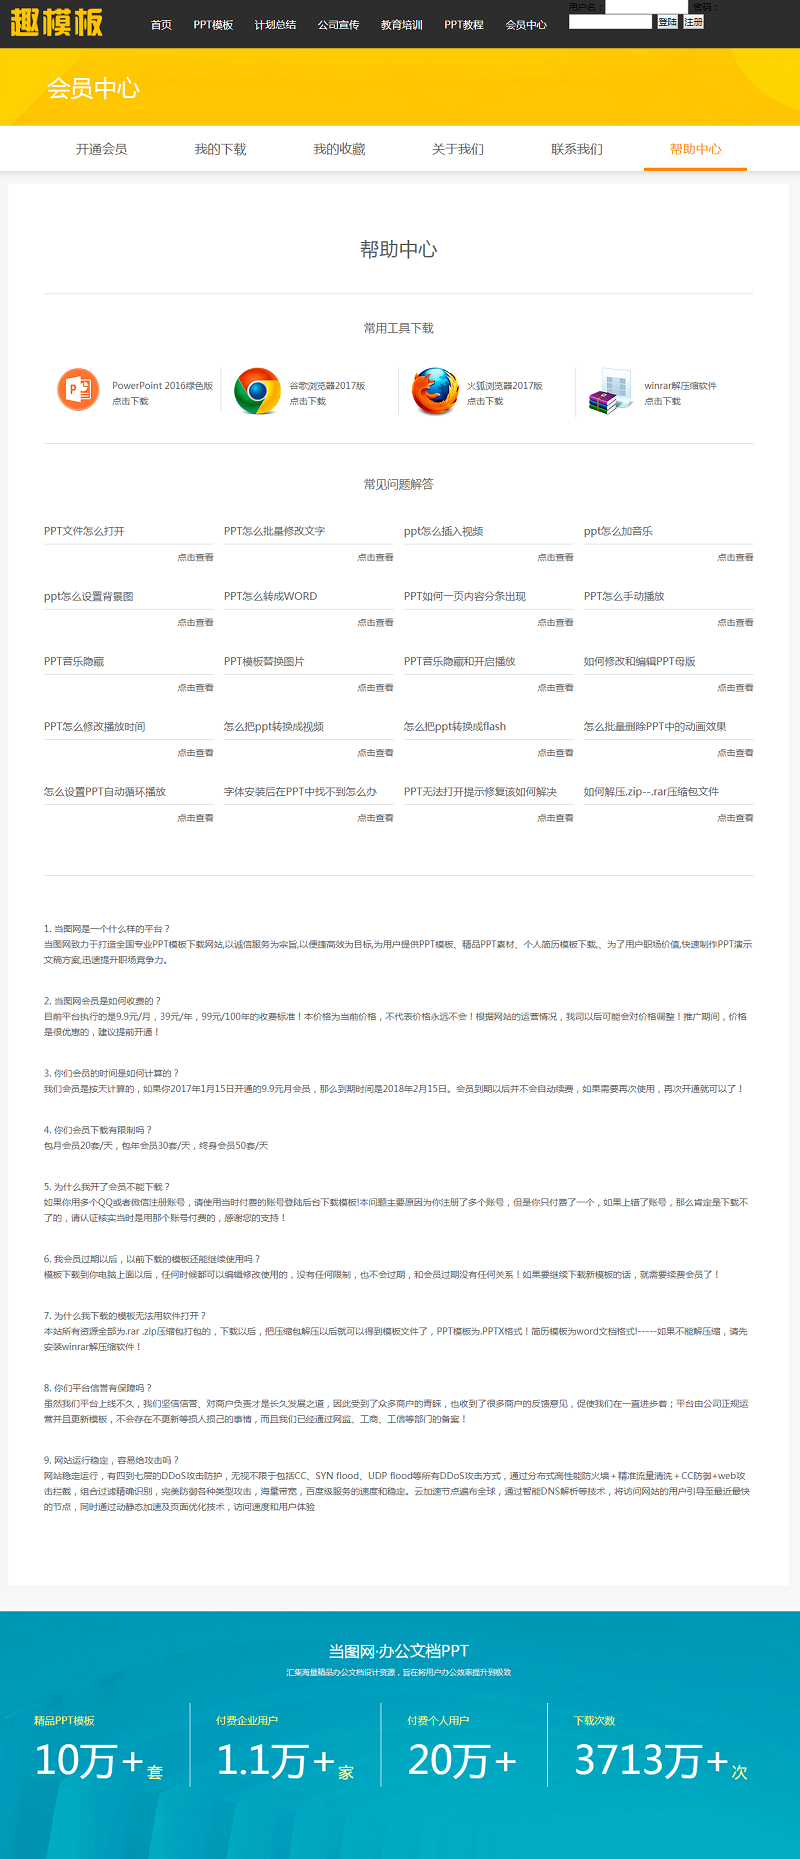 趣模板
首页 PPT模板 计划总结 公司宣传 教育培训 PPT教程 会员中心
用户名： 密码：
登陆 注册
会员中心
开通会员 我的下载 我的收藏 关于我们 联系我们 帮助中心
帮助中心
常用工具下载
PowerPoint 2016绿色版 谷歌浏览器2017版 火狐浏览器2017版 winrar解压缩软件
点击下载 点击下载 点击下载 点击下载
常见问题解答
PPT文件怎么打开 PPT怎么批量修改文字 ppt怎么插入视频 ppt怎么加音乐
点击查看 点击查看 点击查看 点击查看
ppt怎么设置背景图 PPT怎么转成WORD PPT如何一页内容分条出现 PPT怎么手动播放
点击查看 点击查看 点击查看 点击查看
PPT音乐隐藏 PPT模板替换图片 PPT音乐隐藏和开启播放 如何修改和编辑PPT母版
点击查看 点击查看 点击查看 点击查看
PPT怎么修改播放时间 怎么把ppt转换成视频 怎么把ppt转换成flash 怎么批量删除PPT中的动画效果
点击查看 点击查看 点击查看 点击查看
怎么设置PPT自动循环播放 字体安装后在PPT中找不到怎么办 PPT无法打开提示修复该如何解决 如何解压.zip--.rar压缩包文件
点击查看 点击查看 点击查看 点击查看
1. 当图网是一个什么样的平台？
当图网致力于打造全国专业PPT模板下载网站,以诚信服务为宗旨,以便捷高效为目标,为用户提供PPT模板、精品PPT素材、个人简历模板下载,、为了用户职场价值,快速制作PPT演示
文稿方案,迅速提升职场竞争力。
2. 当图网会员是如何收费的？
目前平台执行的是9.9元/月，39元/年，99元/100年的收费标准！本价格为当前价格，不代表价格永远不会！根据网站的运营情况，我司以后可能会对价格调整！推广期间，价格
是很优惠的，建议提前开通！
3. 你们会员的时间是如何计算的？
我们会员是按天计算的，如果你2017年1月15日开通的9.9元月会员，那么到期时间是2018年2月15日。会员到期以后并不会自动续费，如果需要再次使用，再次开通就可以了！
4. 你们会员下载有限制吗？
包月会员20套/天，包年会员30套/天，终身会员50套/天
5. 为什么我开了会员不能下载？
如果你用多个QQ或者微信注册账号，请使用当时付费的账号登陆后台下载模板!本问题主要原因为你注册了多个账号，但是你只付费了一个，如果上错了账号，那么肯定是下载不
了的，请认证核实当时是用那个账号付费的，感谢您的支持！
6. 我会员过期以后，以前下载的模板还能继续使用吗？
模板下载到你电脑上面以后，任何时候都可以编辑修改使用的，没有任何限制，也不会过期，和会员过期没有任何关系！如果要继续下载新模板的话，就需要续费会员了！
7. 为什么我下载的模板无法用软件打开？
本站所有资源全部为.rar .zip压缩包打包的，下载以后，把压缩包解压以后就可以得到模板文件了，PPT模板为.PPTX格式！简历模板为word文档格式!-----如果不能解压缩，请先
安装winrar解压缩软件！
8. 你们平台信誉有保障吗？
虽然我们平台上线不久，我们坚信信誉、对商户负责才是长久发展之道，因此受到了众多商户的青睐，也收到了很多商户的反馈意见，促使我们在一直进步着；平台由公司正规运
营并且更新模板，不会存在不更新等损人损己的事情，而且我们已经通过网监、工商、工信等部门的备案！
9. 网站运行稳定，容易给攻击吗？
网站稳定运行，有四到七层的DDoS攻击防护，无视不限于包括CC、SYN flood、UDP flood等所有DDoS攻击方式，通过分布式高性能防火墙＋精准流量清洗＋CC防御+web攻
击拦截，组合过滤精确识别，完美防御各种类型攻击，海量带宽，百度级服务的速度和稳定。云加速节点遍布全球，通过智能DNS解析等技术，将访问网站的用户引导至最近最快
的节点，同时通过动静态加速及页面优化技术，访问速度和用户体验
当图网·办公文档PPT
汇集海量精品办公文档设计资源，旨在将用户办公效率提升到极致
精品PPT模板 付费企业用户 付费个人用户 下载次数
10万+套 1.1万+家 20万+ 3713万+次